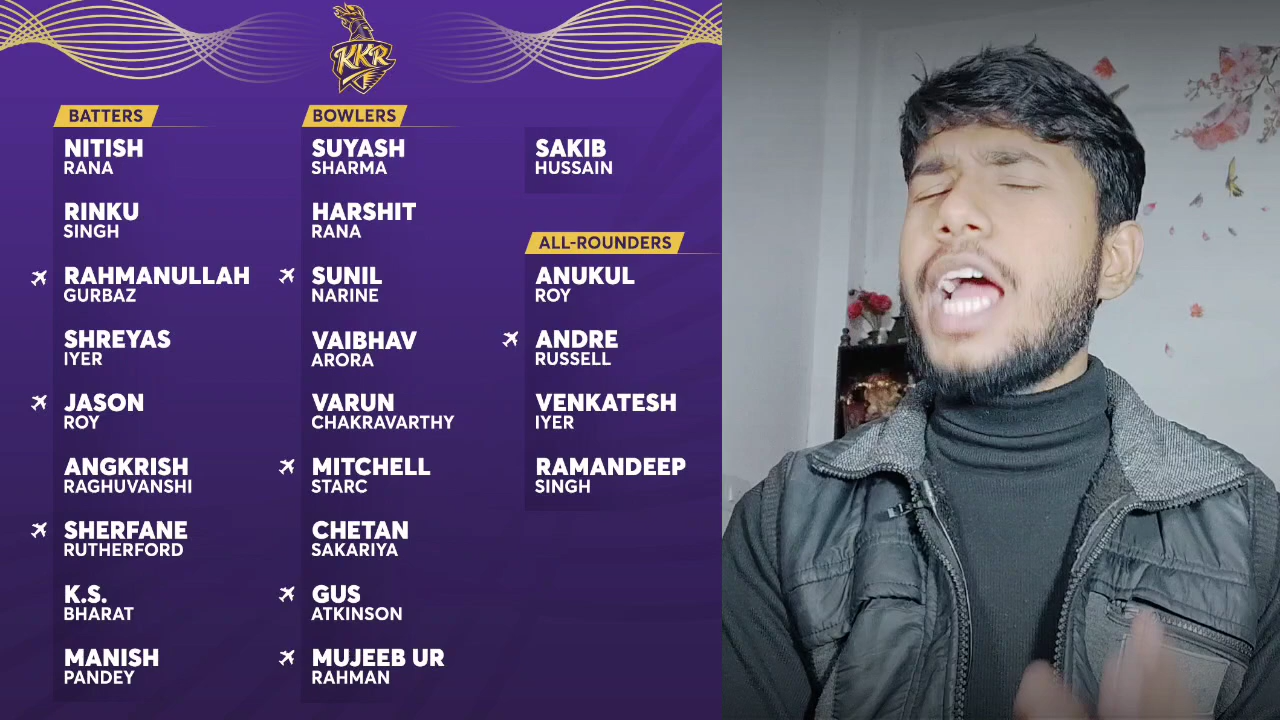 KKR
BATTERS
NITISH
RANA
RINKU
SINGH
RAHMANULLAH
GURBAZ
SHREYAS
IYER
JASON
ROY
ANGKRISH
RAGHUVANSHI
SHERFANE
RUTHERFORD
K.S.
BHARAT
MANISH
PANDEY
BOWLERS
SUYASH
SHARMA
HARSHIT
RANA
SUNIL
NARINE
VAIBHAV
ARORA
VARUN
CHAKRAVARTHY
MITCHELL
STARC
CHETAN
SAKARIYA
GUS
ATKINSON
MUJEEB UR
RAHMAN
SAKIB
HUSSAIN
ALL-ROUNDERS
ANUKUL
ROY
ANDRE
RUSSELL
VENKATESH
IYER
RAMANDEEP
SINGH